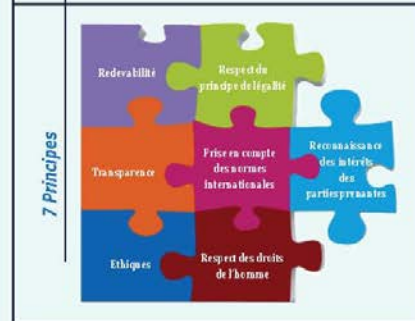 7 Principes
Redevabilité
Respect du
principe de légalité
Transparence
Prise en compte
des normes
internationales
Reconnaissance
des intérêts
des
parties prenantes
Ethiques
Respect des droits
de l'homme